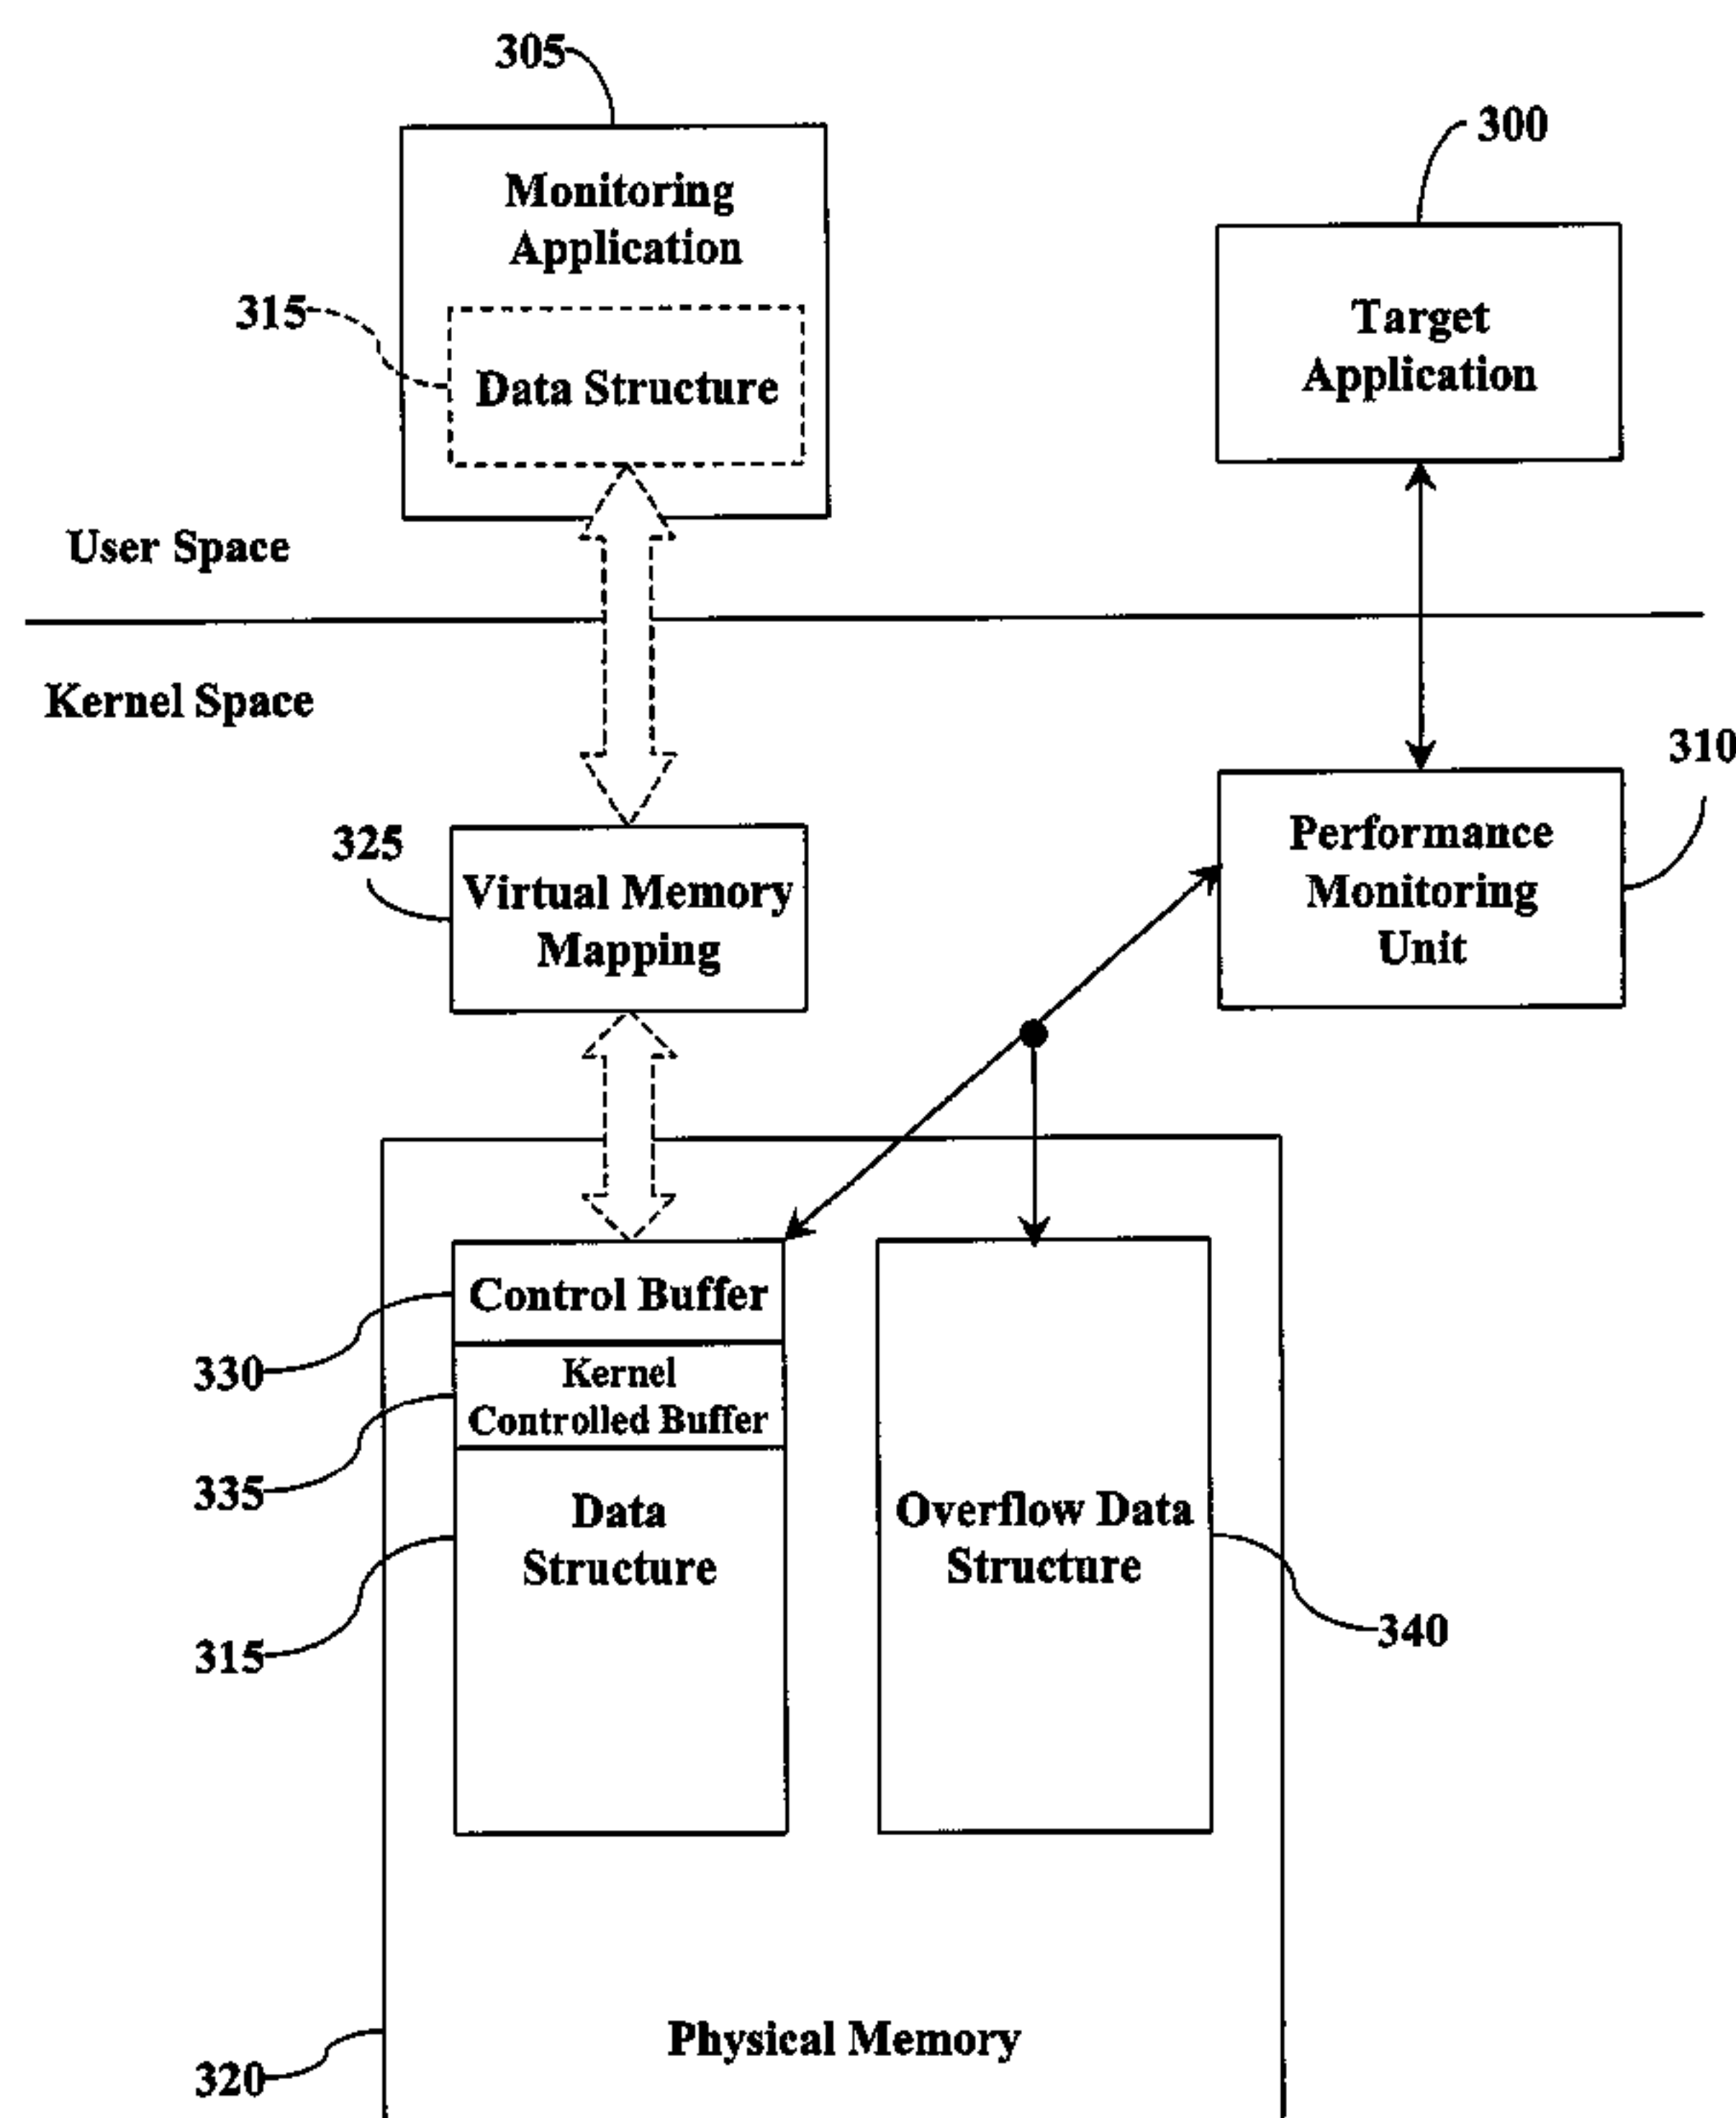 305
300
Monitoring
Application
315
Data Structure
Target
Application
User Space
Kernel Space
310
325
Virtual Memory
Mapping
Performance
Monitoring
Unit
Control Buffer
330
Kernel
Controlled Buffer
335
Data
Structure
315
Overflow Data
Structure
340
Physical Memory
320